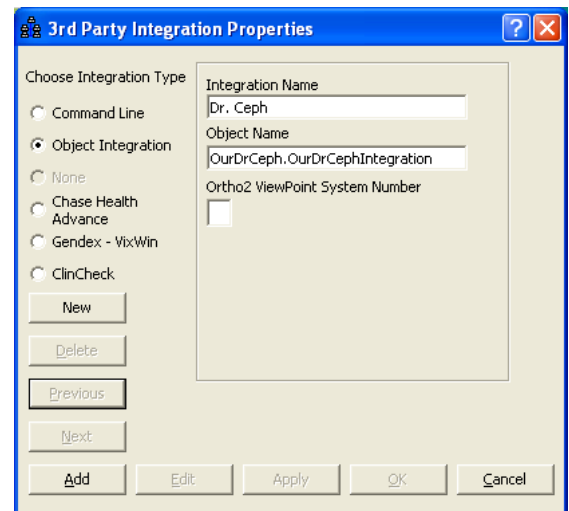 3rd Party Integration Properties
Choose Integration Type
Command Line
Object Integration
None
Chase Health
Advance
Gendex - VixWin
ClinCheck
New
Delete
Previous
Next
Integration Name
Dr. Ceph
Object Name
OurDrCeph.OurDrCephIntegration
Ortho2 ViewPoint System Number
Add
Edit
Apply
OK
Cancel